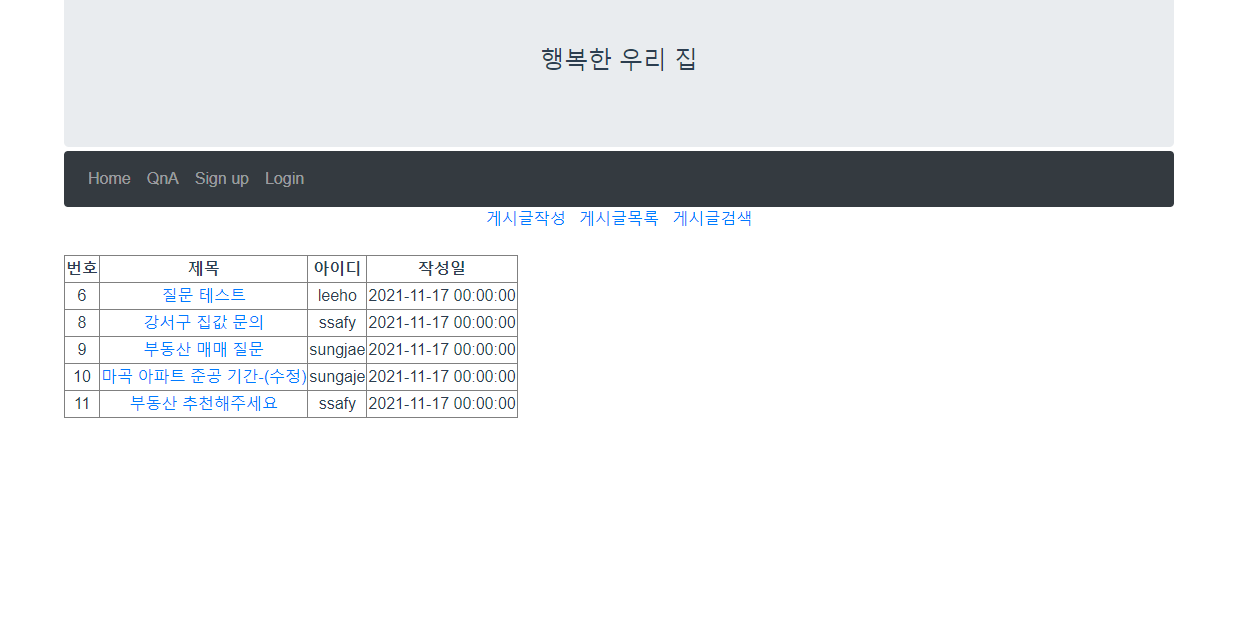 행복한 우리 집
Home QnA Sign up Login
게시글작성 게시글목록 게시글검색
번호 제목 아이디 작성일
6 질문 테스트 leeho 2021-11-17 00:00:00
8 강서구 집값 문의 ssafy 2021-11-17 00:00:00
9 부동산 매매 질문 sungjae 2021-11-17 00:00:00
10 마곡 아파트 준공 기간-(수정) sungaje 2021-11-17 00:00:00
11 부동산 추천해주세요 ssafy 2021-11-17 00:00:00